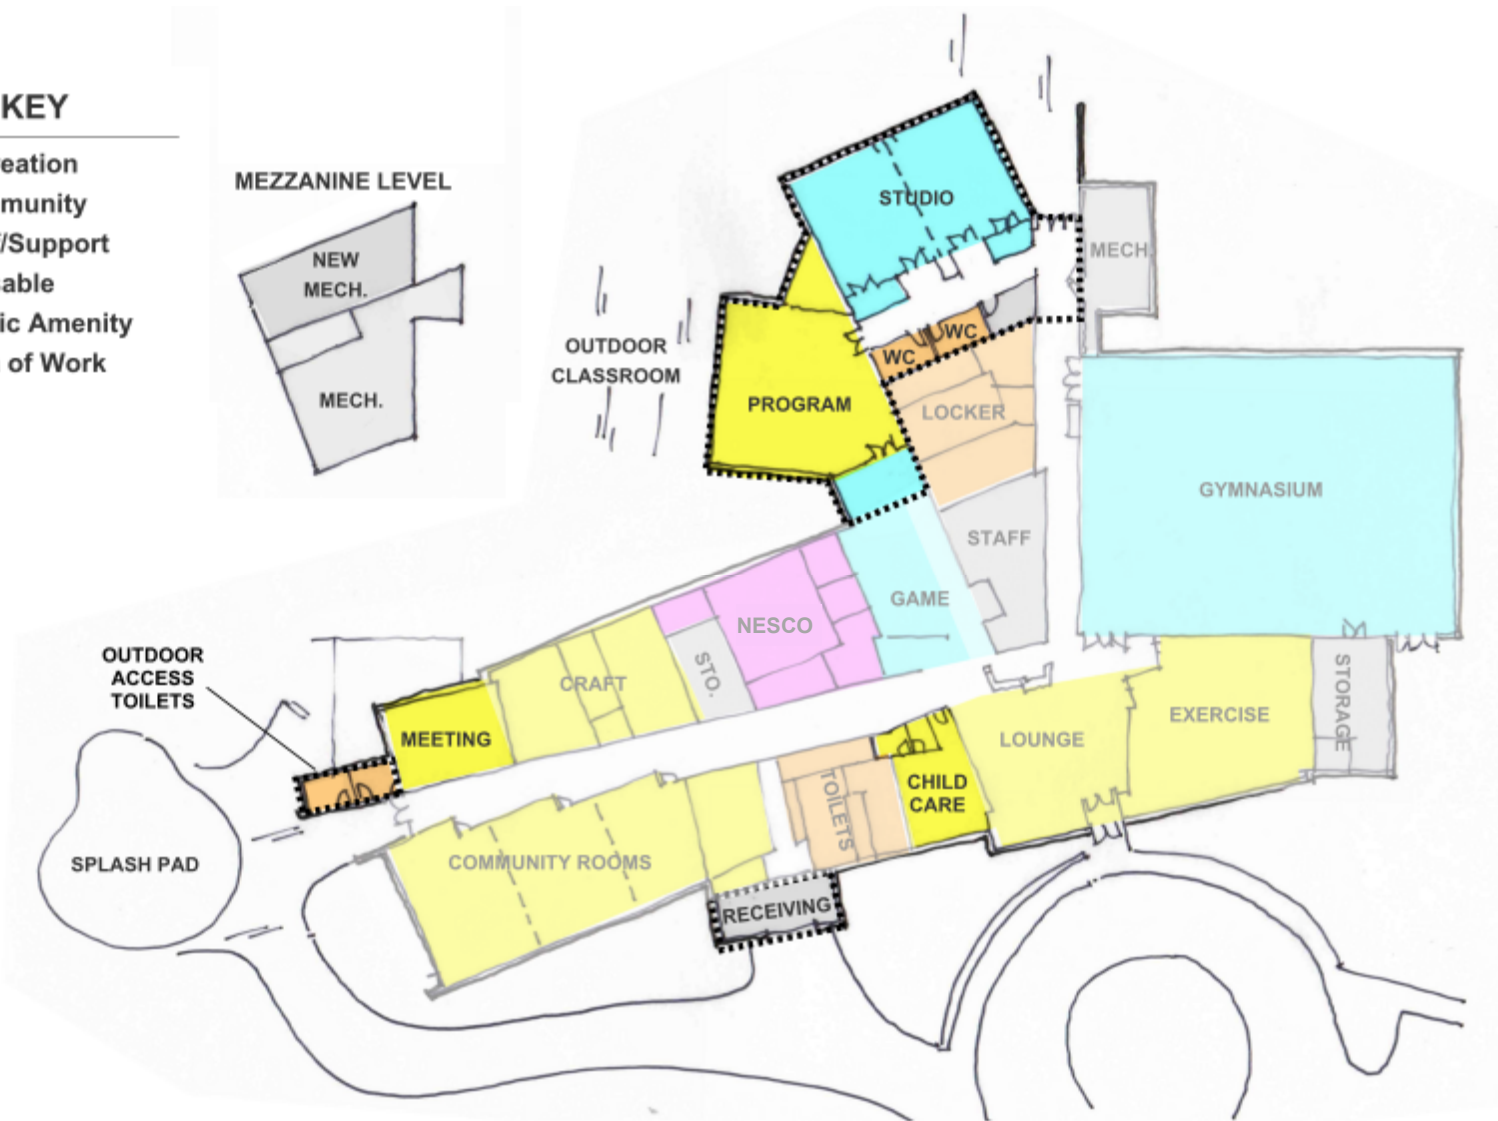 KEY
eation
munity
/Support
able
ic Amenity
of Work
MEZZANINE LEVEL
NEW
MECH.
MECH.
OUTDOOR
CLASSROOM
STUDIO
MECH.
WC
WC
PROGRAM
LOCKER
GYMNASIUM
STAFF
GAME
NESCO
STO.
CRAFT
OUTDOOR
ACCESS
TOILETS
MEETING
LOUNGE
EXERCISE
STORAGE
CHILD
CARE
TOILETS
COMMUNITY ROOMS
SPLASH PAD
RECEIVING